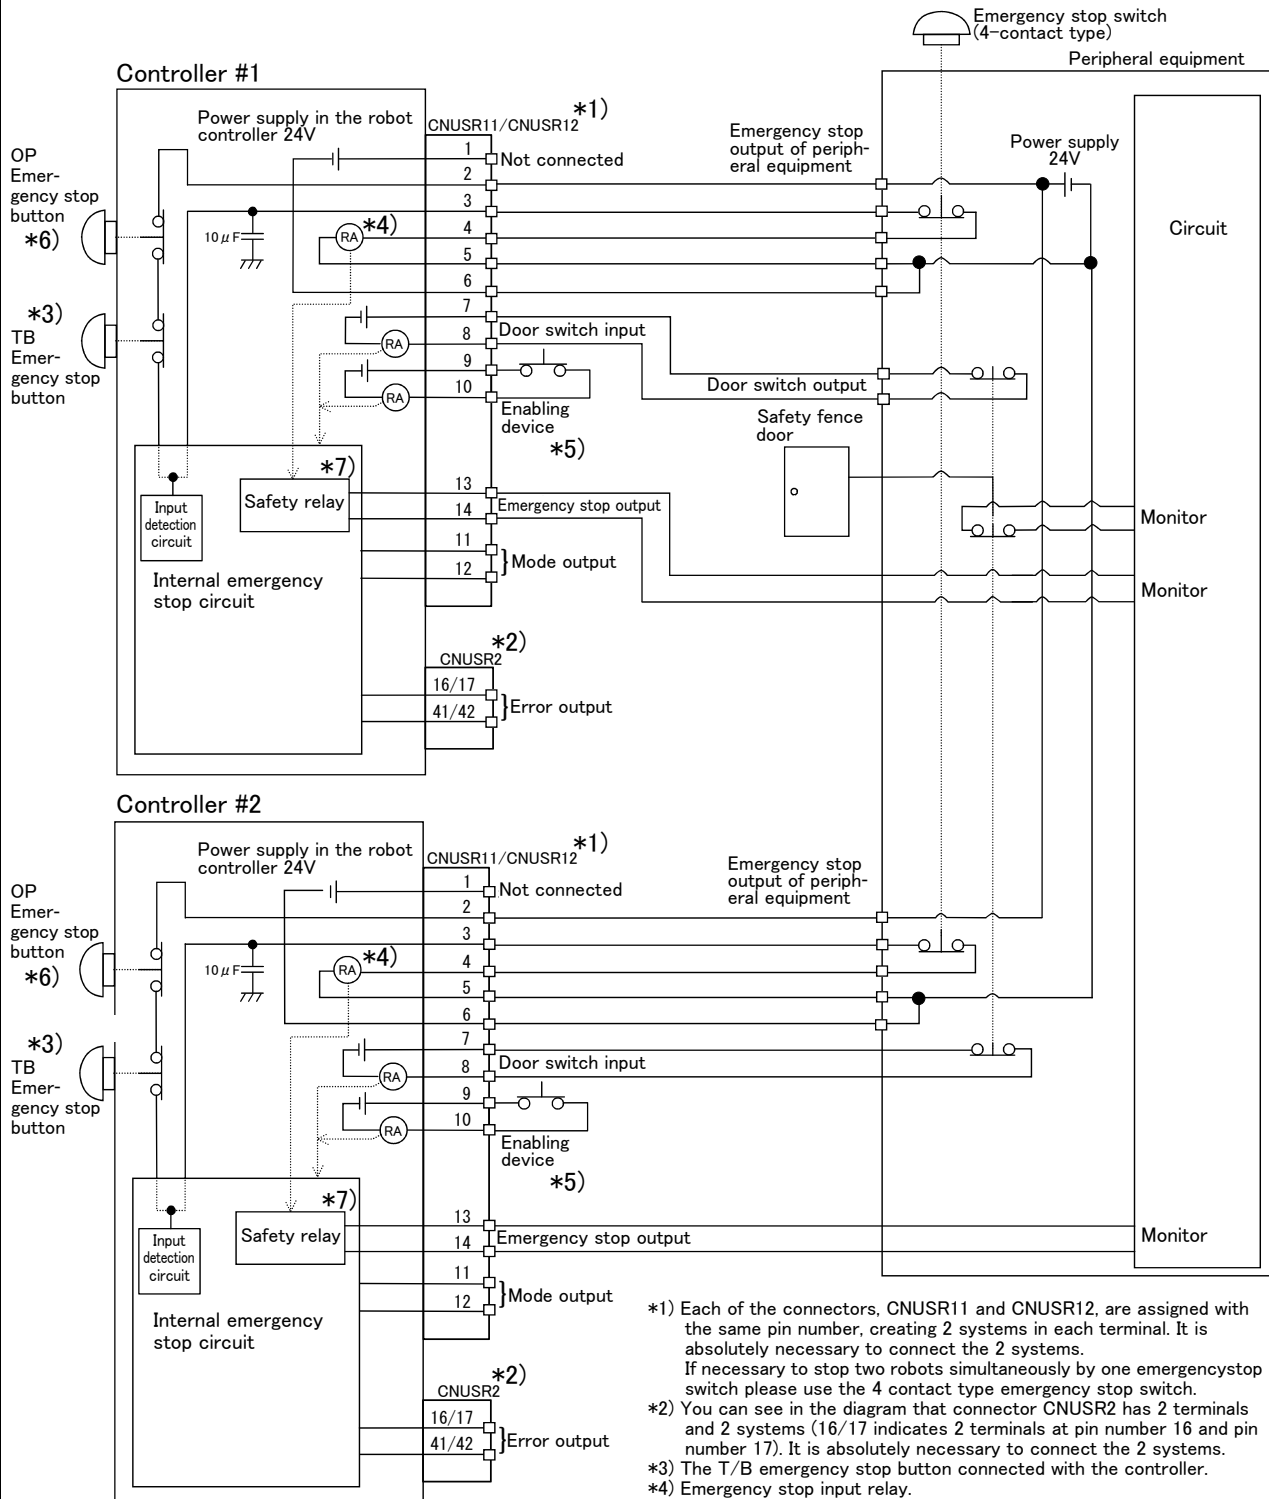 Emergency stop switch
(4-contact type)
Peripheral equipment
Controller #1
Power supply in the robot
controller 24V
*1)
CNUSR11/CNUSR12
OP
Emer-
gency stop
button
*6)
*3)
TB
Emer-
gency stop
button
10μF
RA
*4)
RA
RA
1
2
3
4
5
6
7
8
9
10
13
14
11
12
Not connected
Door switch input
Enabling
device
*5)
Emergency stop output
Mode output
Emergency stop
output of periph-
eral equipment
Power supply
24V
Circuit
Door switch output
Safety fence
door
Monitor
Monitor
*7)
Safety relay
Input
detection
circuit
Internal emergency
stop circuit
*2)
CNUSR2
16/17
41/42
Error output
Controller #2
Power supply in the robot
controller 24V
*1)
CNUSR11/CNUSR12
OP
Emer-
gency stop
button
*6)
*3)
TB
Emer-
gency stop
button
10μF
RA
*4)
RA
RA
1
2
3
4
5
6
7
8
9
10
13
14
11
12
Not connected
Door switch input
Enabling
device
*5)
Emergency stop output
Mode output
Emergency stop
output of periph-
eral equipment
Monitor
*7)
Safety relay
Input
detection
circuit
Internal emergency
stop circuit
*2)
CNUSR2
16/17
41/42
Error output
*1) Each of the connectors, CNUSR11 and CNUSR12, are assigned with
the same pin number, creating 2 systems in each terminal. It is
absolutely necessary to connect the 2 systems.
If necessary to stop two robots simultaneously by one emergencystop
switch please use the 4 contact type emergency stop switch.
*2) You can see in the diagram that connector CNUSR2 has 2 terminals
and 2 systems (16/17 indicates 2 terminals at pin number 16 and pin
number 17). It is absolutely necessary to connect the 2 systems.
*3) The T/B emergency stop button connected with the controller.
*4) Emergency stop input relay.